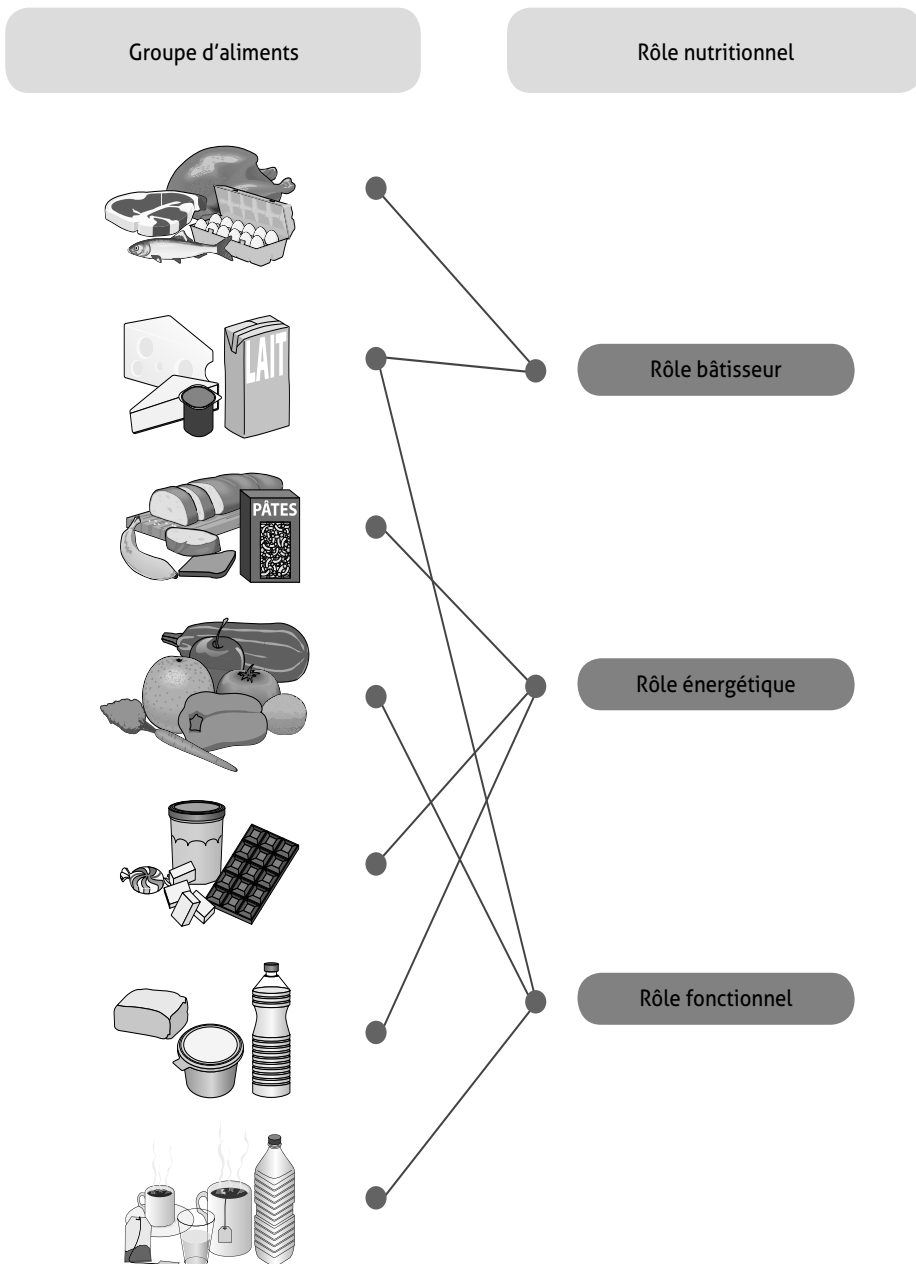 Groupe d'aliments
Rôle nutritionnel
LAIT
Rôle bâtisseur
PÂTES
Rôle énergétique
Rôle fonctionnel